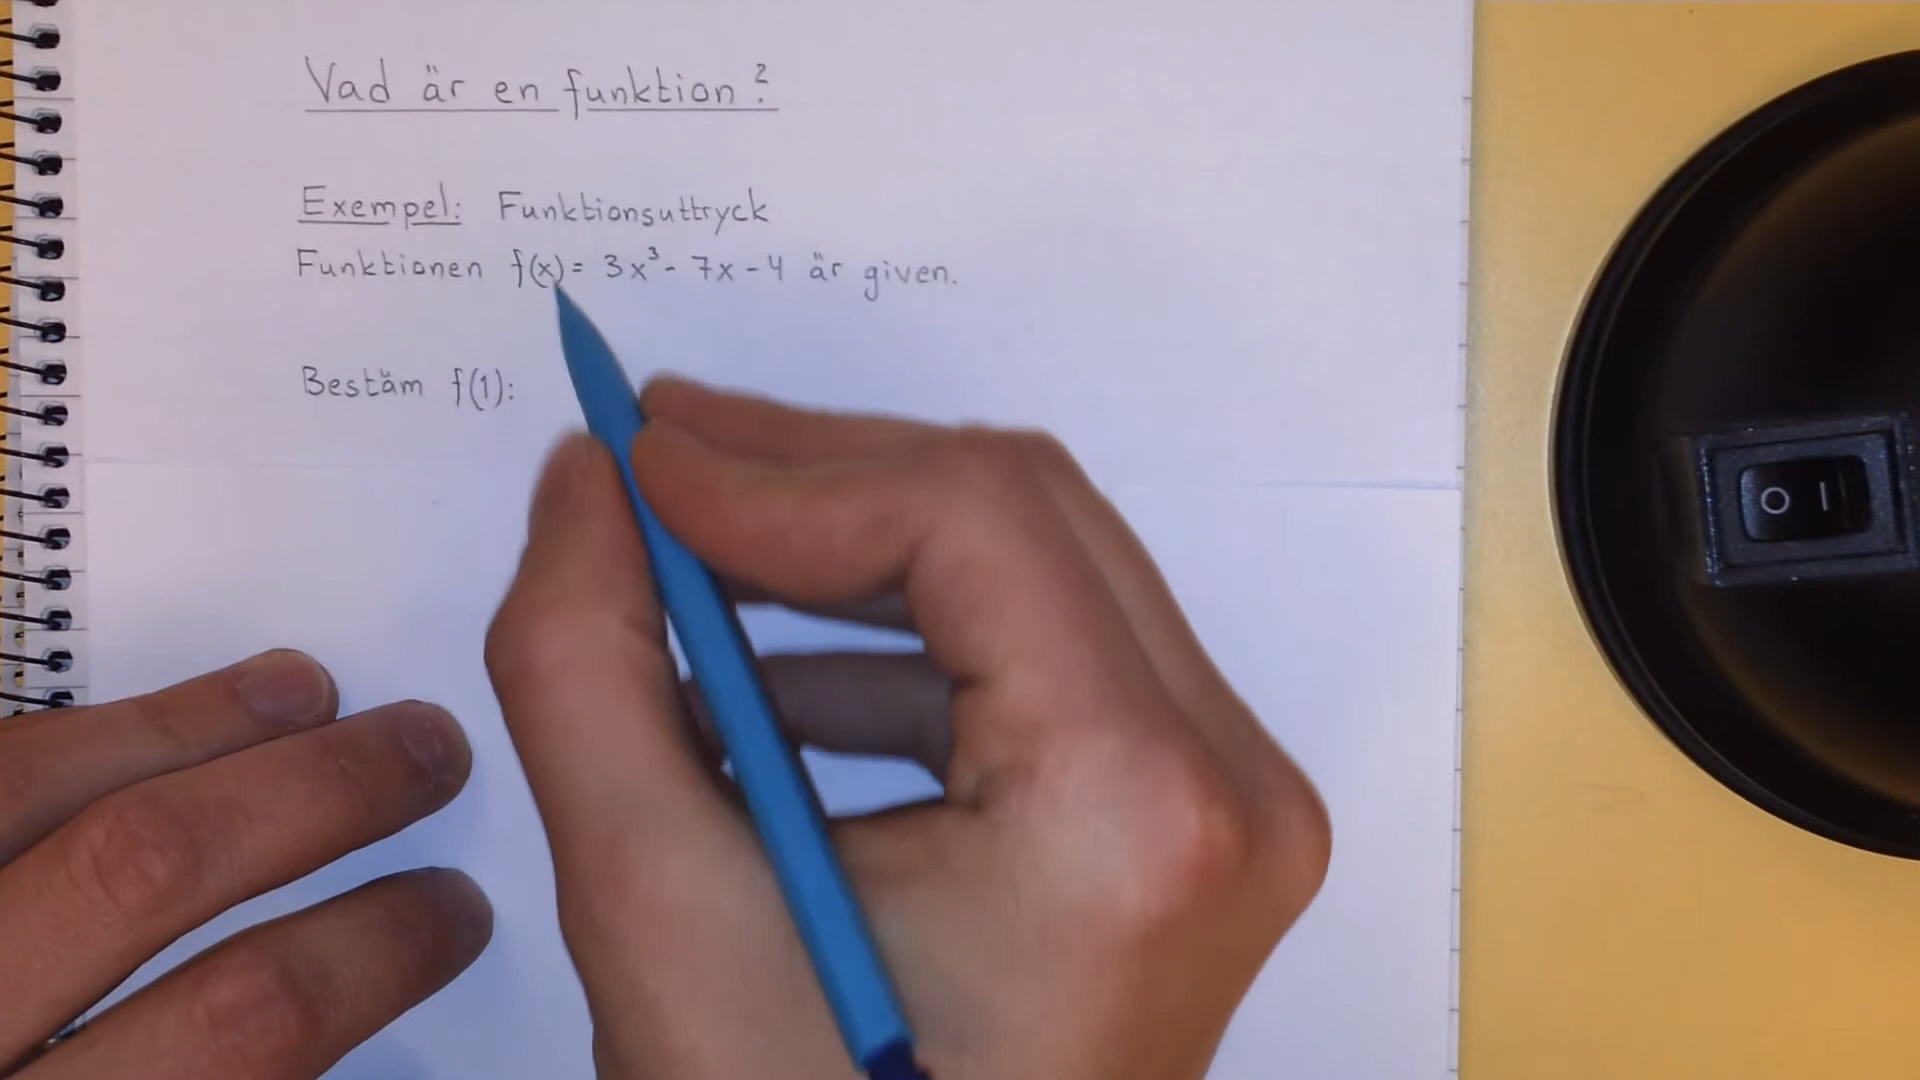 Vad är en funktion?
Exempel: Funktionsuttryck
Funktionen f(x) = 3x³ - 7x - 4 är given.
Bestäm f(1):